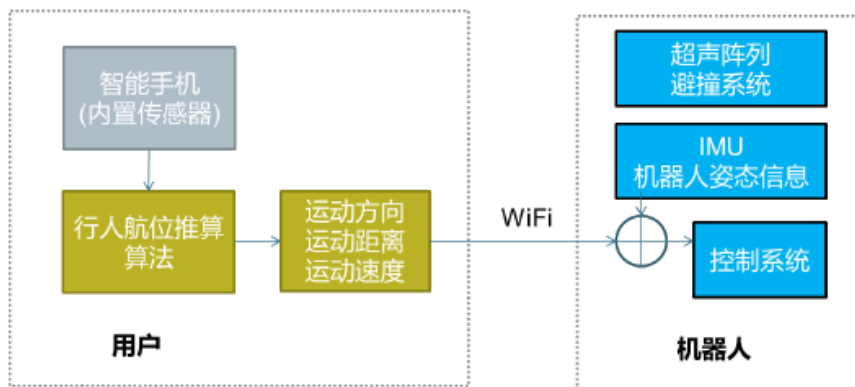 智能手机
(内置传感器)
行人航位推算
算法
运动方向
运动距离
运动速度
用户
WiFi
超声阵列
避撞系统
IMU
机器人姿态信息
控制系统
机器人